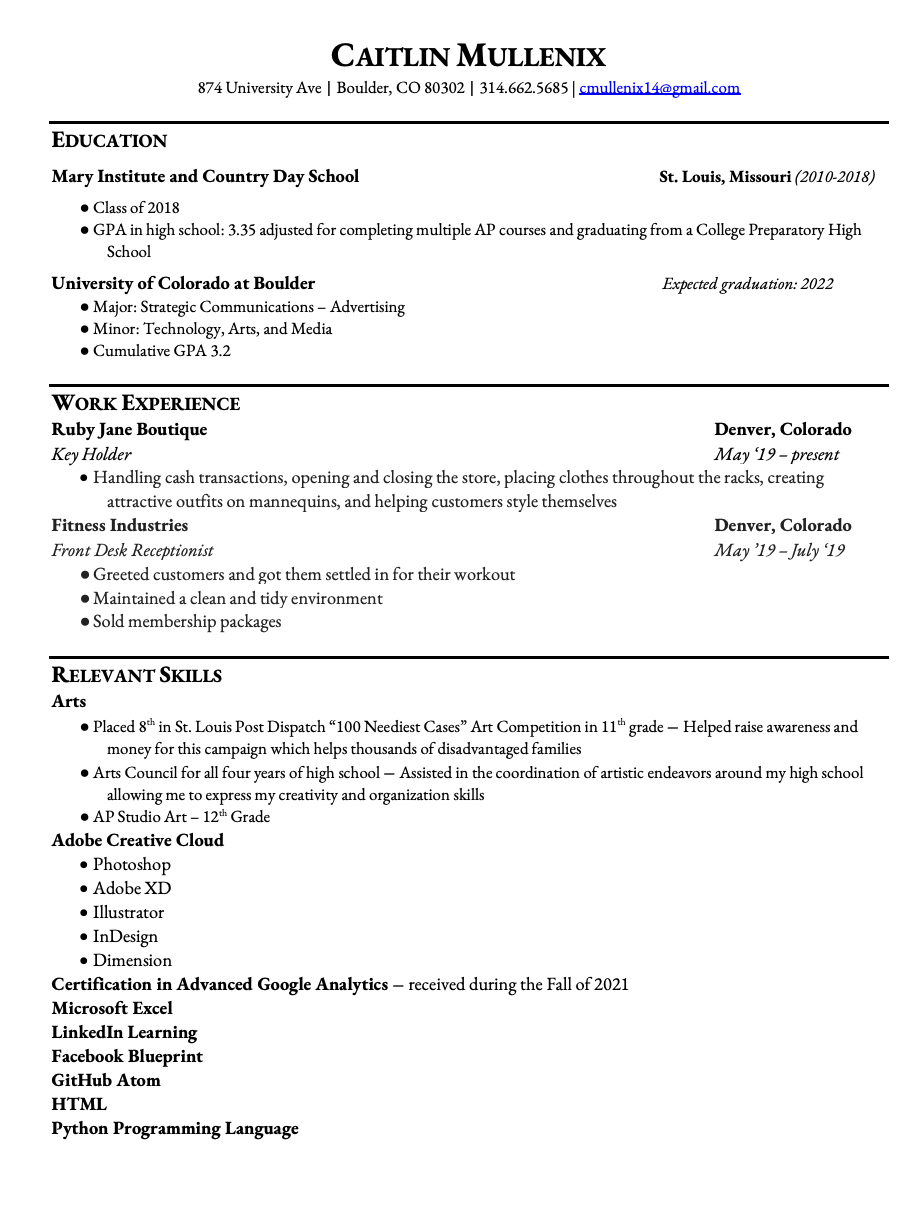 CAITLIN MULLENIX
874 University Ave | Boulder, CO 80302 | 314.662.5685 | cmullenix14@gmail.com
EDUCATION
Mary Institute and Country Day School St. Louis, Missouri (2010-2018)
● Class of 2018
● GPA in high school: 3.35 adjusted for completing multiple AP courses and graduating from a College Preparatory High
School
University of Colorado at Boulder Expected graduation: 2022
● Major: Strategic Communications – Advertising
● Minor: Technology, Arts, and Media
● Cumulative GPA 3.2
WORK EXPERIENCE
Ruby Jane Boutique Denver, Colorado
Key Holder May ‘19 – present
● Handling cash transactions, opening and closing the store, placing clothes throughout the racks, creating
attractive outfits on mannequins, and helping customers style themselves
Fitness Industries Denver, Colorado
Front Desk Receptionist May ’19 – July ‘19
● Greeted customers and got them settled in for their workout
● Maintained a clean and tidy environment
● Sold membership packages
RELEVANT SKILLS
Arts
● Placed 8th in St. Louis Post Dispatch “100 Neediest Cases” Art Competition in 11th grade – Helped raise awareness and
money for this campaign which helps thousands of disadvantaged families
● Arts Council for all four years of high school – Assisted in the coordination of artistic endeavors around my high school
allowing me to express my creativity and organization skills
● AP Studio Art – 12th Grade
Adobe Creative Cloud
● Photoshop
● Adobe XD
● Illustrator
● InDesign
● Dimension
Certification in Advanced Google Analytics – received during the Fall of 2021
Microsoft Excel
LinkedIn Learning
Facebook Blueprint
GitHub Atom
HTML
Python Programming Language